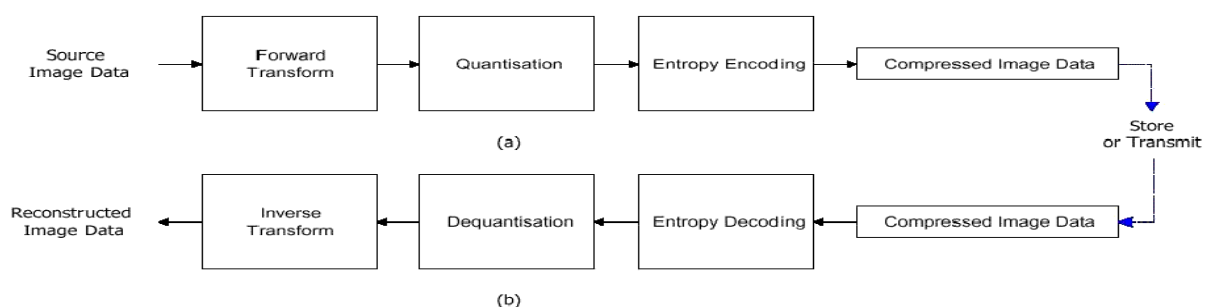 Source
Image Data
Forward
Transform
Quantisation
Entropy Encoding
Compressed Image Data
(a)
Store
or Transmit
Reconstructed
Image Data
Inverse
Transform
Dequantisation
Entropy Decoding
Compressed Image Data
(b)